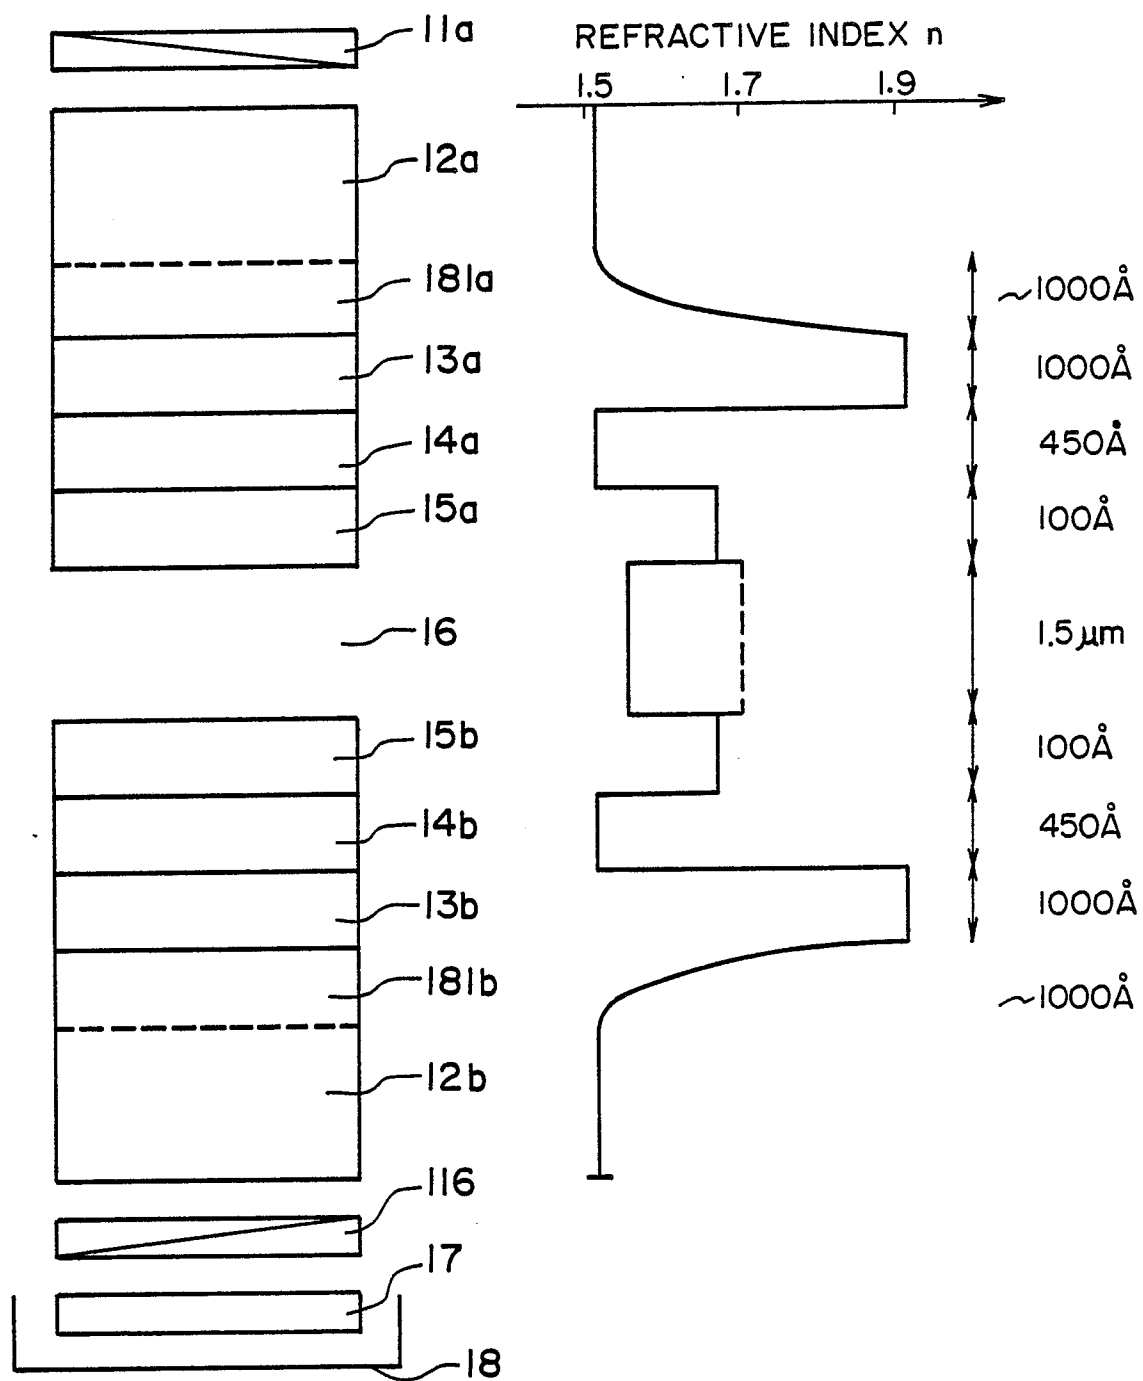 11a
REFRACTIVE INDEX n
1.5 1.7 1.9
12a
181a
~1000Å
13a
1000Å
14a
450Å
15a
100Å
16
1.5μm
15b
100Å
14b
450Å
13b
1000Å
181b
~1000Å
12b
116
17
18